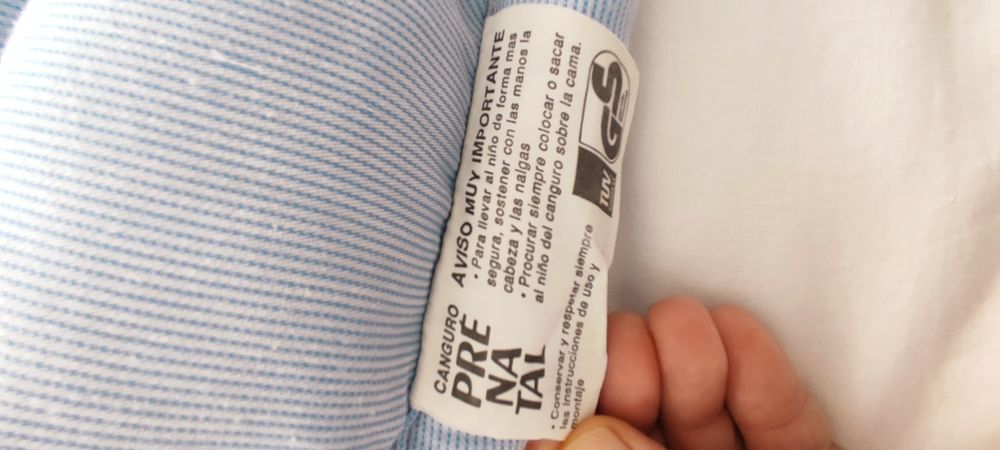 CANGURO
PRÉ
NA
TAL
AVISO MUY IMPORTANTE
• Para llevar al niño de forma mas
segura, sostener con las manos la
cabeza y las nalgas
• Procurar siempre colocar o sacar
al niño del canguro sobre la cama.
• Conservar y respetar siempre
las instrucciones de uso y
montaje
TUV
GS